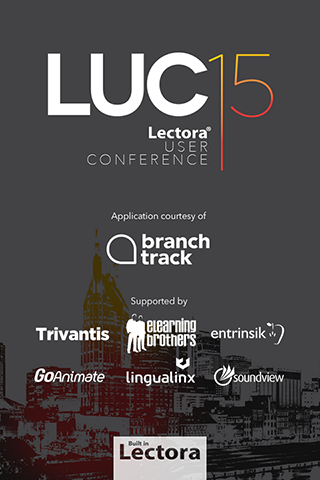 LUC15
Lectora®
USER
CONFERENCE
Application courtesy of
branch
track
Supported by
Trivantis
elearning
brothers
entrinsik
GoAnimate
lingualinx
soundview
Built in
Lectora